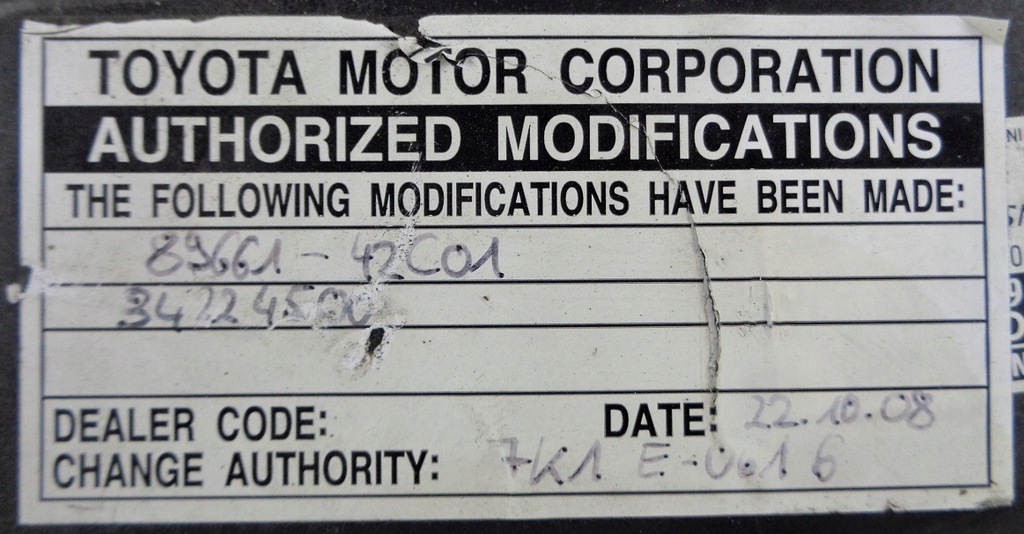 TOYOTA MOTOR CORPORATION
AUTHORIZED MODIFICATIONS
THE FOLLOWING MODIFICATIONS HAVE BEEN MADE:
89661-42C01
34224500
DEALER CODE:
DATE: 22.10.08
CHANGE AUTHORITY: 7K1 E-0616